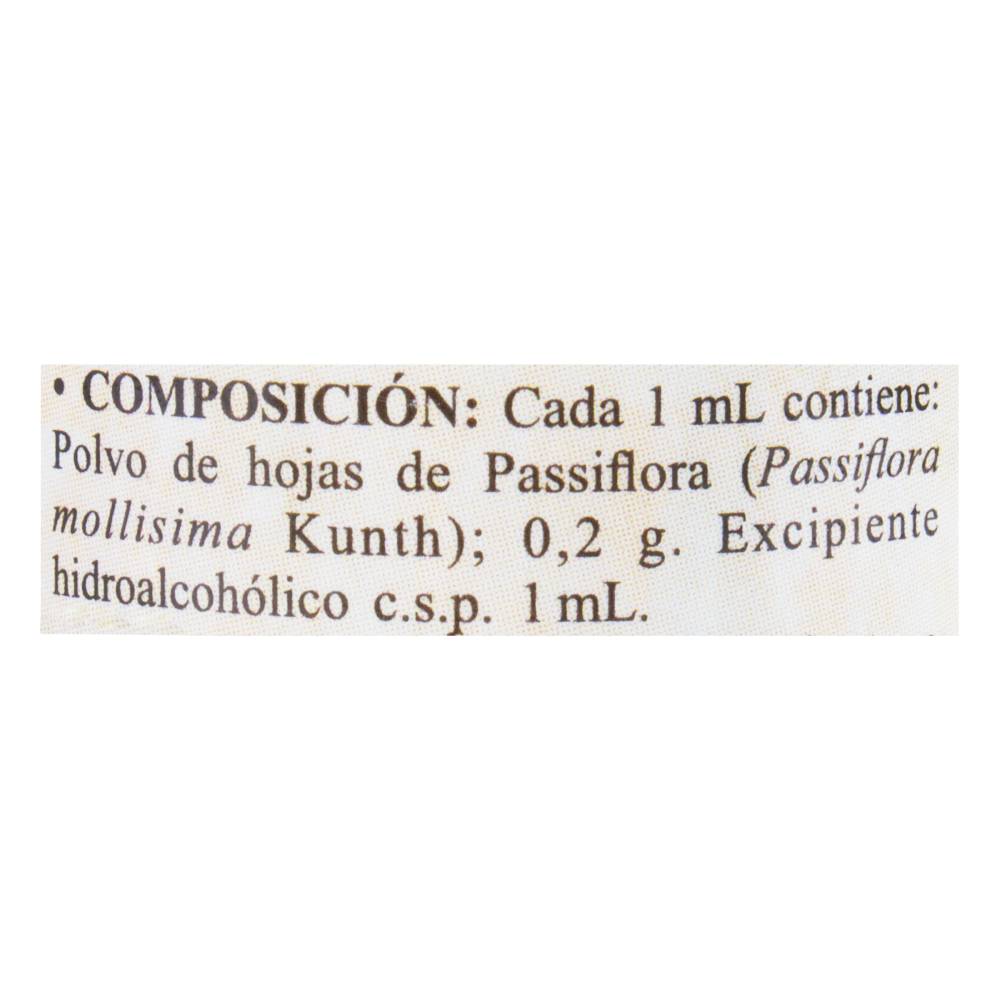 • COMPOSICIÓN: Cada 1 mL contiene:
Polvo de hojas de Passiflora (Passiflora
mollisima Kunth); 0,2 g. Excipiente
hidroalcohólico c.s.p. 1 mL.